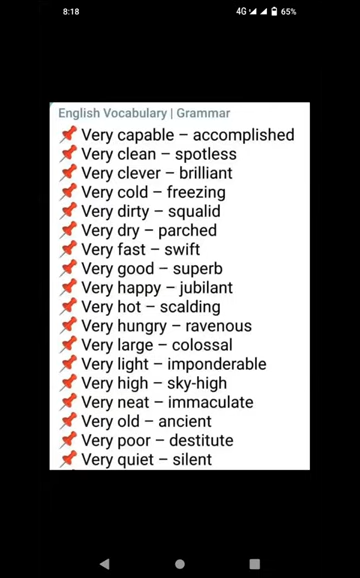 8:18 4G 65%
English Vocabulary | Grammar
📌 Very capable – accomplished
📌 Very clean – spotless
📌 Very clever – brilliant
📌 Very cold – freezing
📌 Very dirty – squalid
📌 Very dry – parched
📌 Very fast – swift
📌 Very good – superb
📌 Very happy – jubilant
📌 Very hot – scalding
📌 Very hungry – ravenous
📌 Very large – colossal
📌 Very light – imponderable
📌 Very high – sky-high
📌 Very neat – immaculate
📌 Very old – ancient
📌 Very poor – destitute
📌 Very quiet – silent